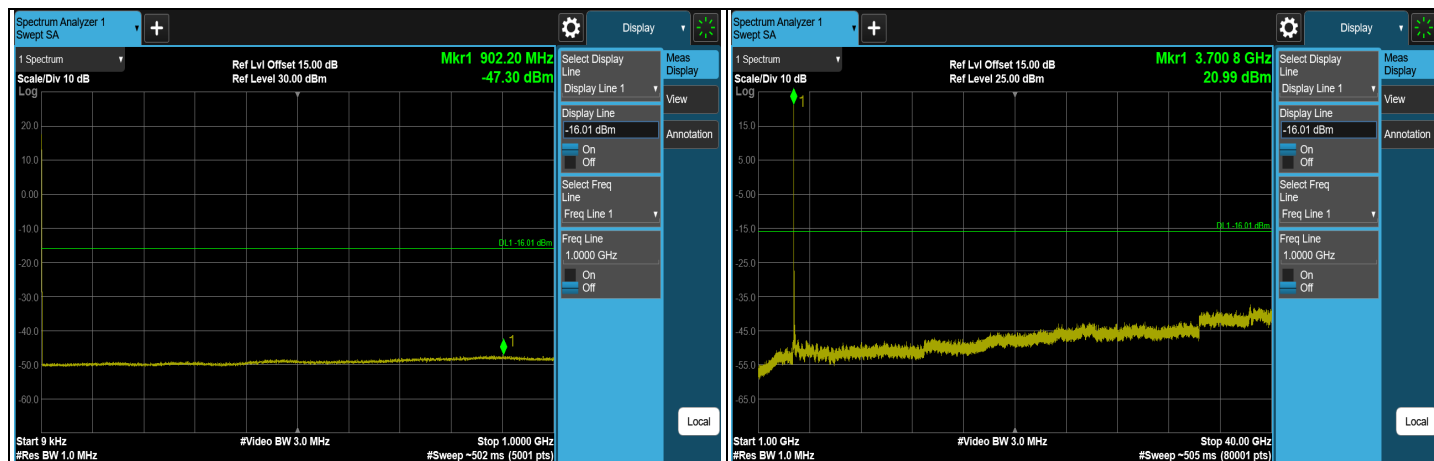 Spectrum Analyzer 1
Swept SA
+
Display
1 Spectrum
Scale/Div 10 dB
Log
Ref Lvl Offset 15.00 dB
Ref Level 30.00 dBm
Mkr1 902.20 MHz
-47.30 dBm
20.0
10.0
0.00
-10.0
-20.0
-30.0
-40.0
-50.0
-60.0
DL1 -16.01 dBm
1
Start 9 kHz
#Res BW 1.0 MHz
#Video BW 3.0 MHz
Stop 1.0000 GHz
#Sweep ~502 ms (5001 pts)
Select Display
Line
Display Line 1
Display Line
-16.01 dBm
On
Off
Select Freq
Line
Freq Line 1
Freq Line
1.0000 GHz
On
Off
Meas
Display
View
Annotation
Local
Spectrum Analyzer 1
Swept SA
+
Display
1 Spectrum
Scale/Div 10 dB
Log
Ref Lvl Offset 15.00 dB
Ref Level 25.00 dBm
Mkr1 3.700 8 GHz
20.99 dBm
1
15.0
5.00
-5.00
-15.0
-25.0
-35.0
-45.0
-55.0
-65.0
DL1 -16.01 dBm
Start 1.00 GHz
#Res BW 1.0 MHz
#Video BW 3.0 MHz
Stop 40.00 GHz
#Sweep ~505 ms (80001 pts)
Select Display
Line
Display Line 1
Display Line
-16.01 dBm
On
Off
Select Freq
Line
Freq Line 1
Freq Line
1.0000 GHz
On
Off
Meas
Display
View
Annotation
Local